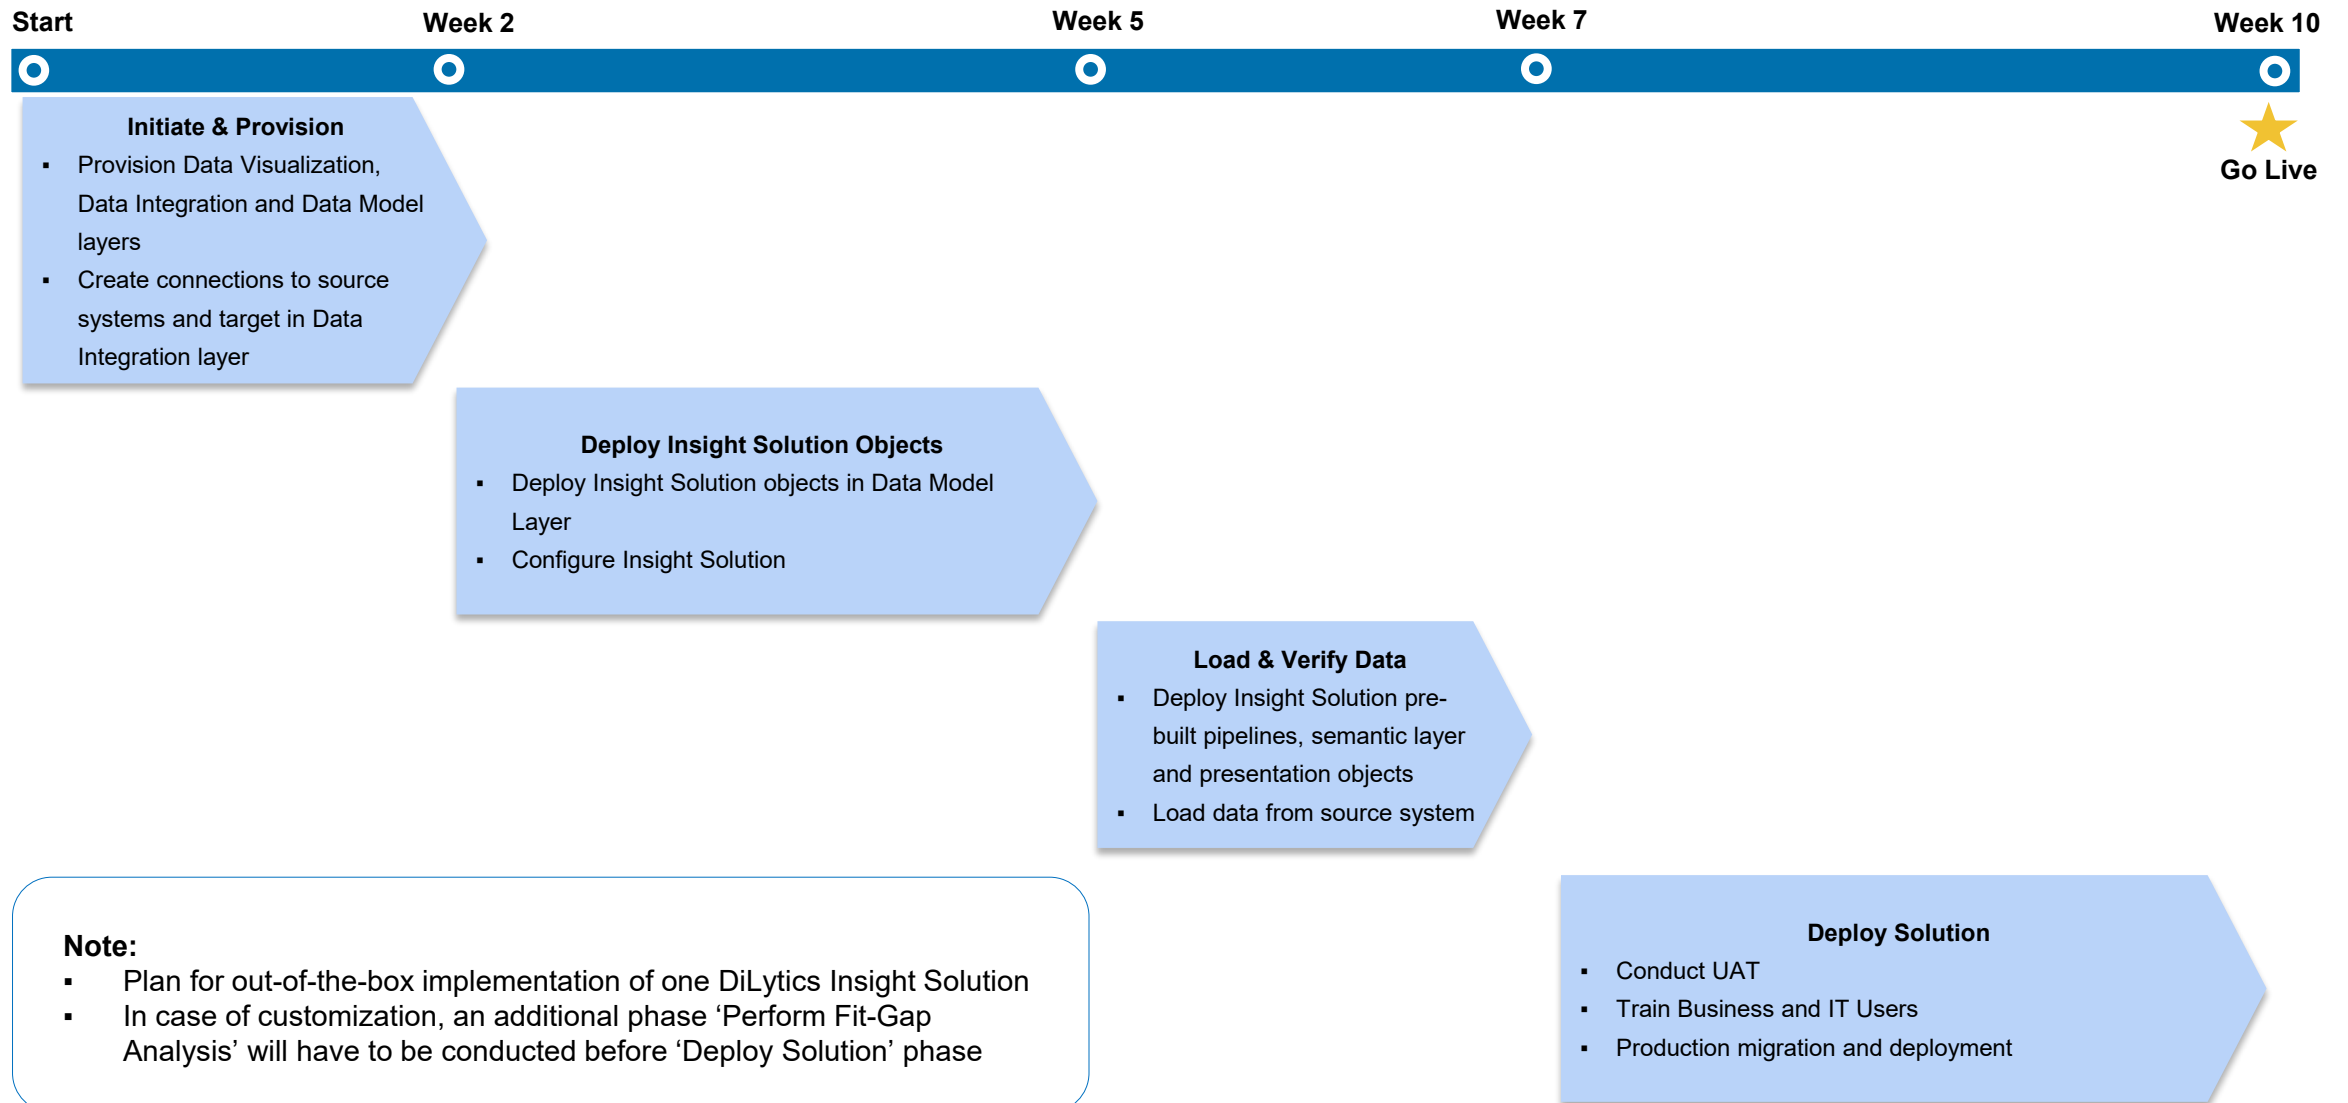 Start
Week 2
Week 5
Week 7
Week 10
Go Live
Initiate & Provision
▪ Provision Data Visualization,
Data Integration and Data Model
layers
▪ Create connections to source
systems and target in Data
Integration layer
Deploy Insight Solution Objects
▪ Deploy Insight Solution objects in Data Model
Layer
▪ Configure Insight Solution
Load & Verify Data
▪ Deploy Insight Solution pre-
built pipelines, semantic layer
and presentation objects
▪ Load data from source system
Deploy Solution
▪ Conduct UAT
▪ Train Business and IT Users
▪ Production migration and deployment
Note:
▪ Plan for out-of-the-box implementation of one DiLytics Insight Solution
▪ In case of customization, an additional phase ‘Perform Fit-Gap
Analysis’ will have to be conducted before ‘Deploy Solution’ phase